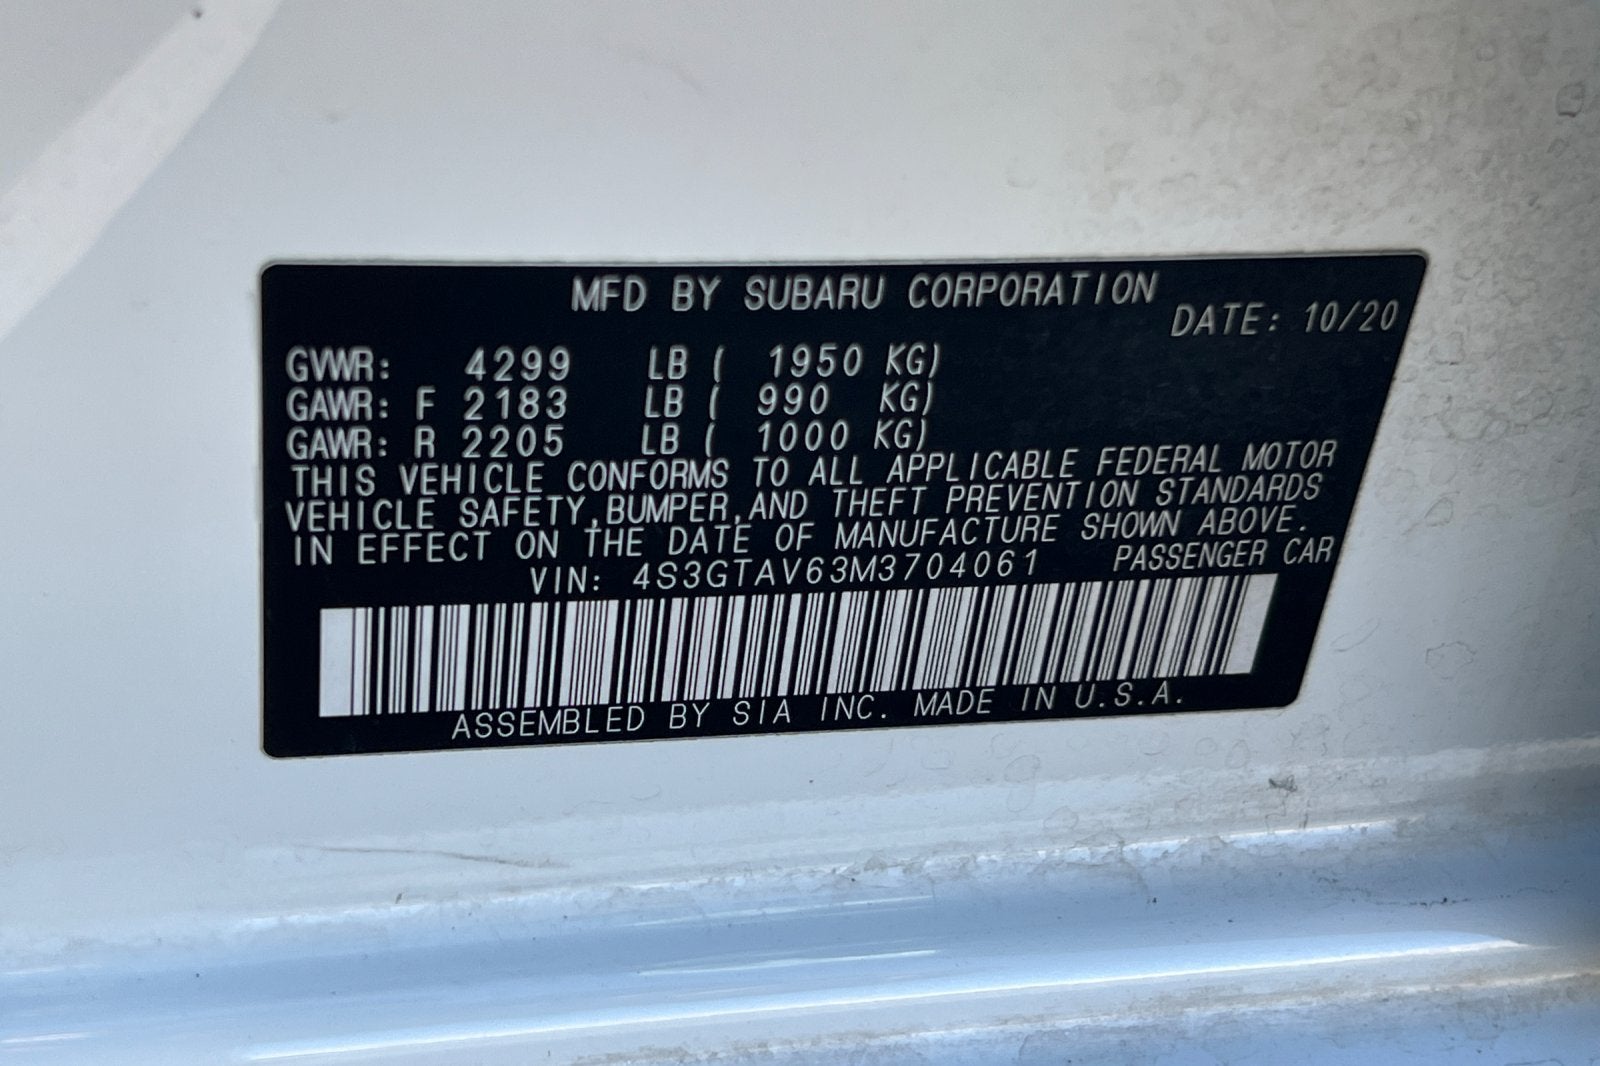 MFD BY SUBARU CORPORATION
DATE: 10/20
GVWR: 4299 LB ( 1950 KG)
GAWR: F 2183 LB ( 990 KG)
GAWR: R 2205 LB ( 1000 KG)
THIS VEHICLE CONFORMS TO ALL APPLICABLE FEDERAL MOTOR
VEHICLE SAFETY,BUMPER,AND THEFT PREVENTION STANDARDS
IN EFFECT ON THE DATE OF MANUFACTURE SHOWN ABOVE.
VIN: 4S3GTAV63M3704061 PASSENGER CAR
ASSEMBLED BY SIA INC. MADE IN U.S.A.